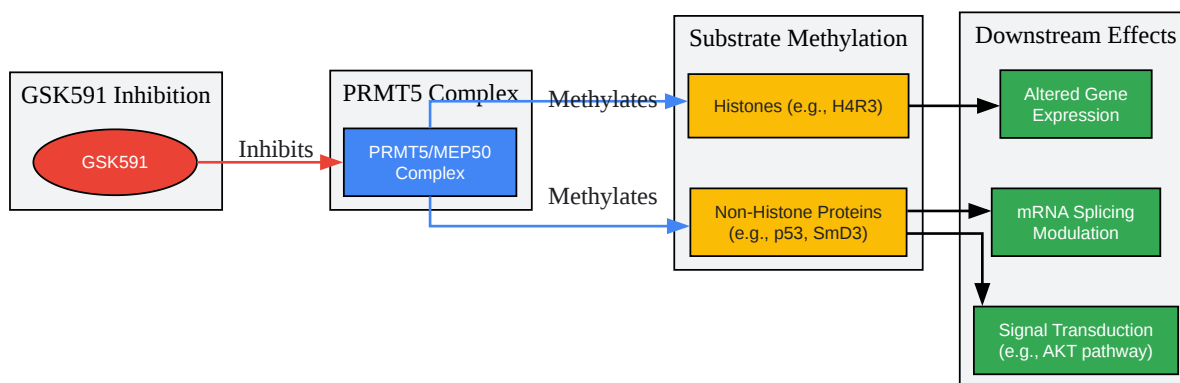 GSK591 Inhibition
GSK591
Inhibits
PRMT5 Complex
PRMT5/MEP50
Complex
Methylates
Methylates
Substrate Methylation
Histones (e.g., H4R3)
Non-Histone Proteins
(e.g., p53, SmD3)
Downstream Effects
Altered Gene
Expression
mRNA Splicing
Modulation
Signal Transduction
(e.g., AKT pathway)